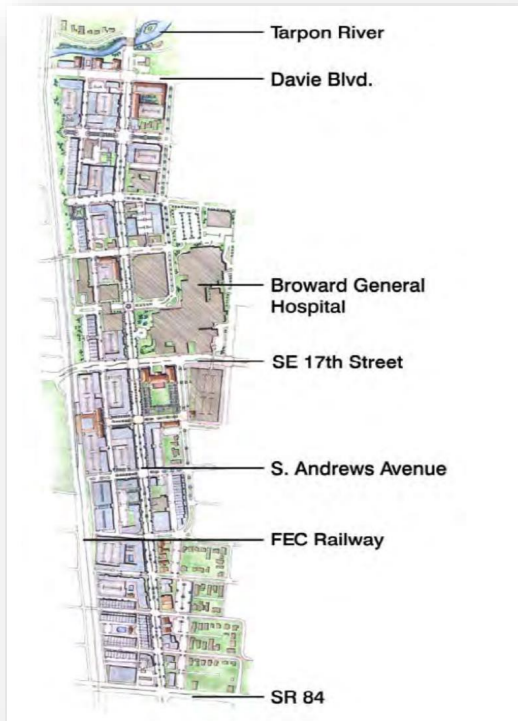 Tarpon River
Davie Blvd.
Broward General
Hospital
SE 17th Street
S. Andrews Avenue
FEC Railway
SR 84